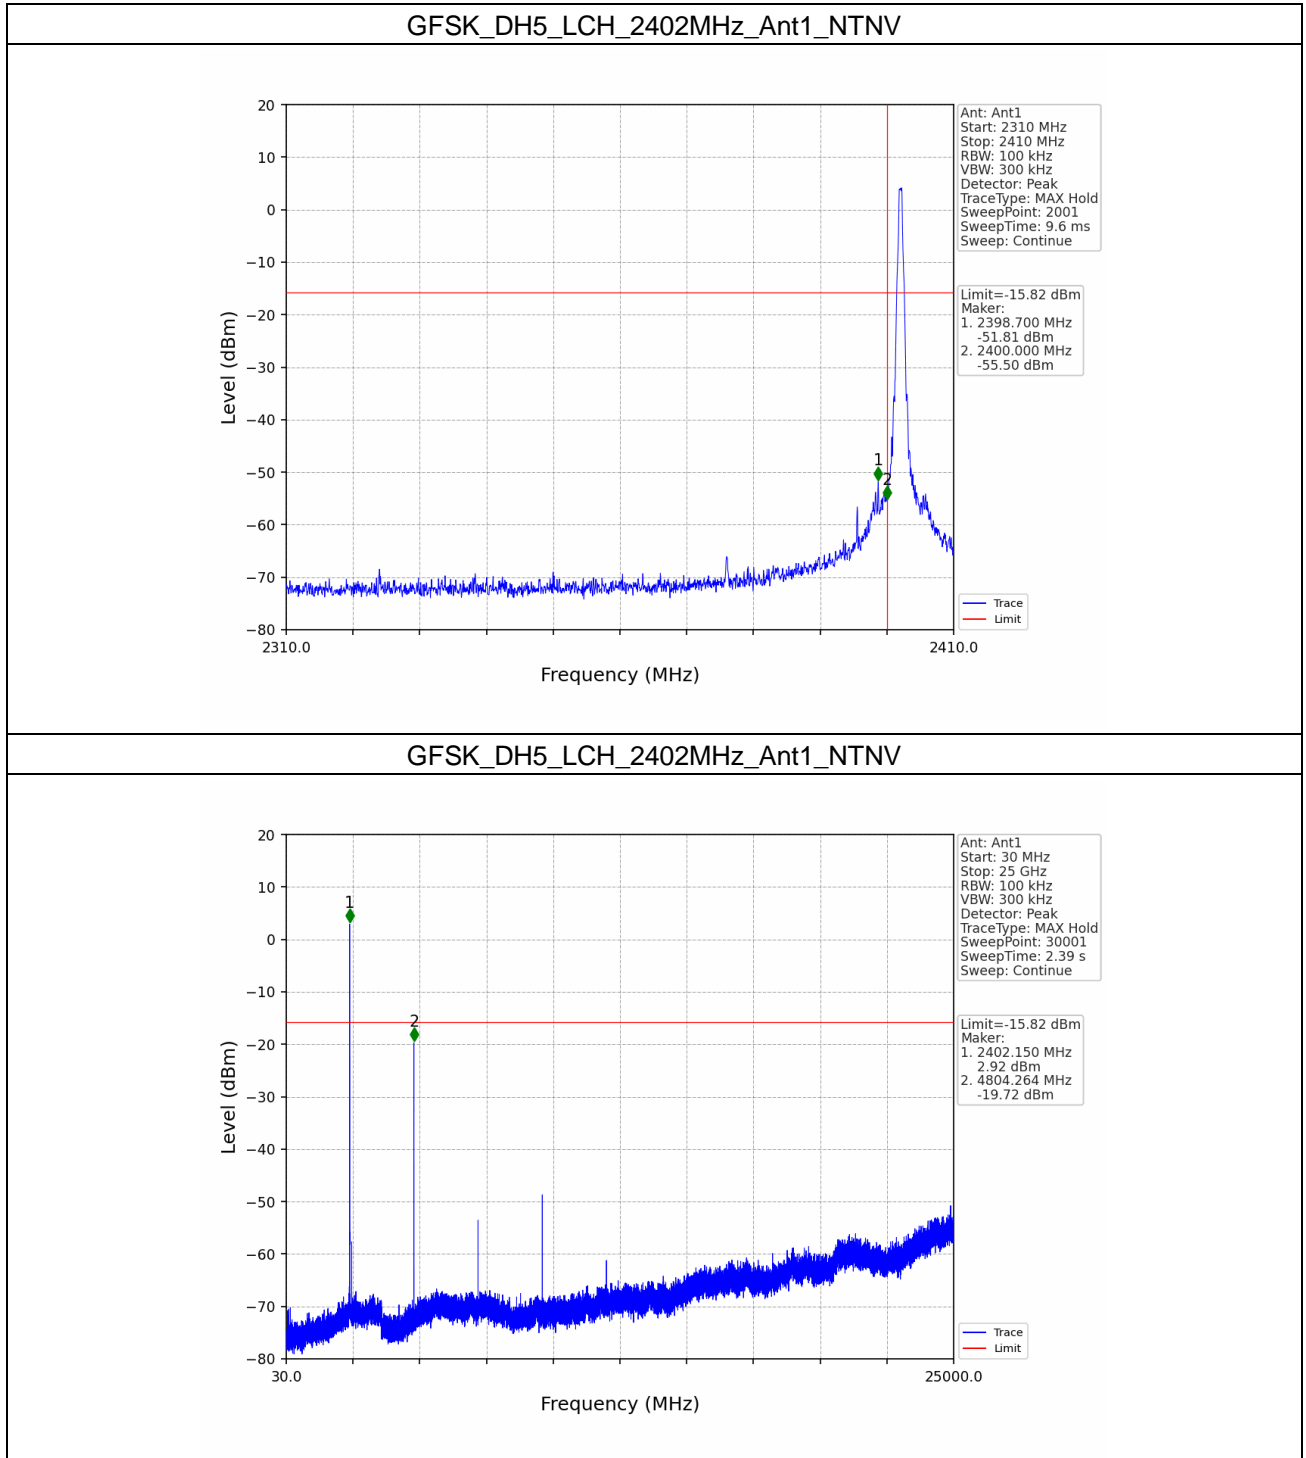 GFSK_DH5_LCH_2402MHz_Ant1_NTNV
20
10
0
−10
−20
−30
−40
−50
−60
−70
−80
Level (dBm)
1
2
2310.0
2410.0
Frequency (MHz)
Ant: Ant1
Start: 2310 MHz
Stop: 2410 MHz
RBW: 100 kHz
VBW: 300 kHz
Detector: Peak
TraceType: MAX Hold
SweepPoint: 2001
SweepTime: 9.6 ms
Sweep: Continue
Limit=-15.82 dBm
Maker:
1. 2398.700 MHz
-51.81 dBm
2. 2400.000 MHz
-55.50 dBm
Trace
Limit
GFSK_DH5_LCH_2402MHz_Ant1_NTNV
20
10
0
−10
−20
−30
−40
−50
−60
−70
−80
Level (dBm)
1
2
30.0
25000.0
Frequency (MHz)
Ant: Ant1
Start: 30 MHz
Stop: 25 GHz
RBW: 100 kHz
VBW: 300 kHz
Detector: Peak
TraceType: MAX Hold
SweepPoint: 30001
SweepTime: 2.39 s
Sweep: Continue
Limit=-15.82 dBm
Maker:
1. 2402.150 MHz
2.92 dBm
2. 4804.264 MHz
-19.72 dBm
Trace
Limit